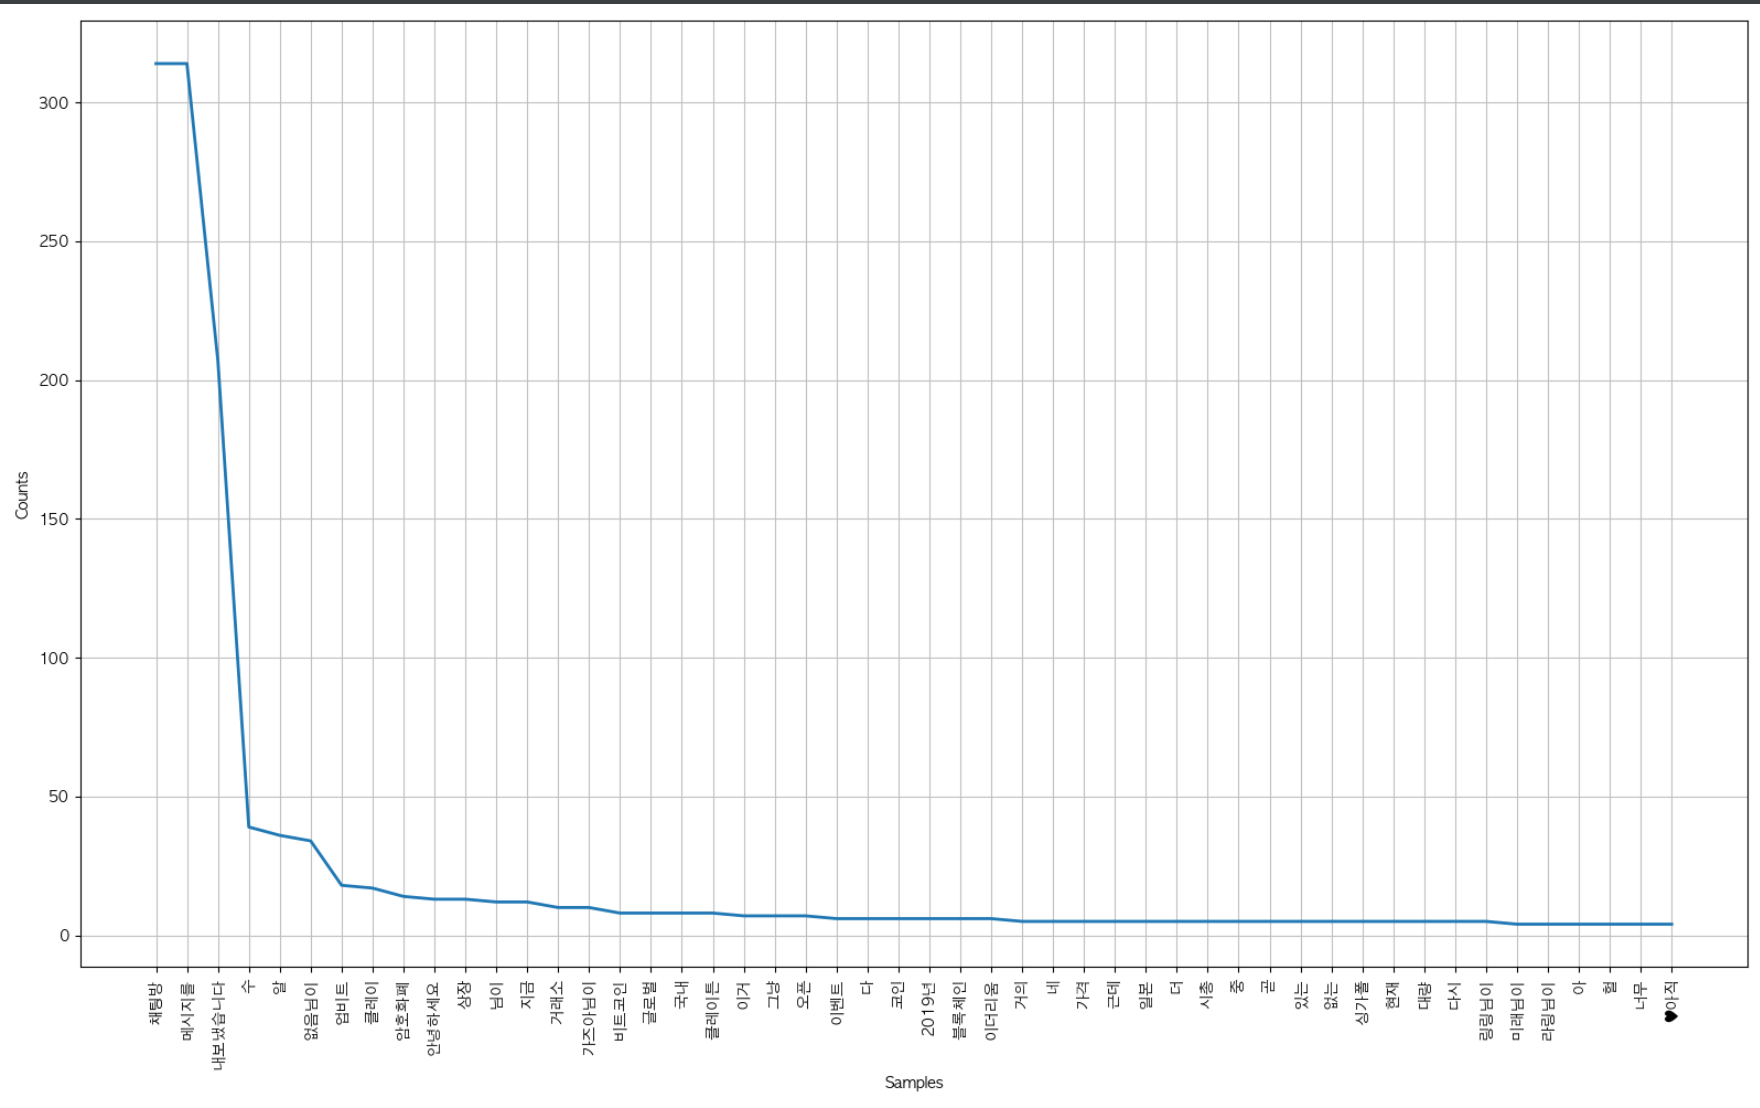 300
250
200
150
100
50
0
Counts
채팅방
메시지를
내보냈습니다
수
알
없음님이
업비트
클레이
암호화폐
안녕하세요
상장
님이
지금
거래소
가즈아님이
비트코인
글로벌
국내
클레이튼
이거
그냥
오픈
이벤트
다
코인
2019년
블록체인
이더리움
거의
네
가격
근데
일본
더
시총
중
곧
있는
없는
싱가폴
현재
대량
다시
링링님이
미래님이
라링님이
아
헐
너무
♥아직
Samples